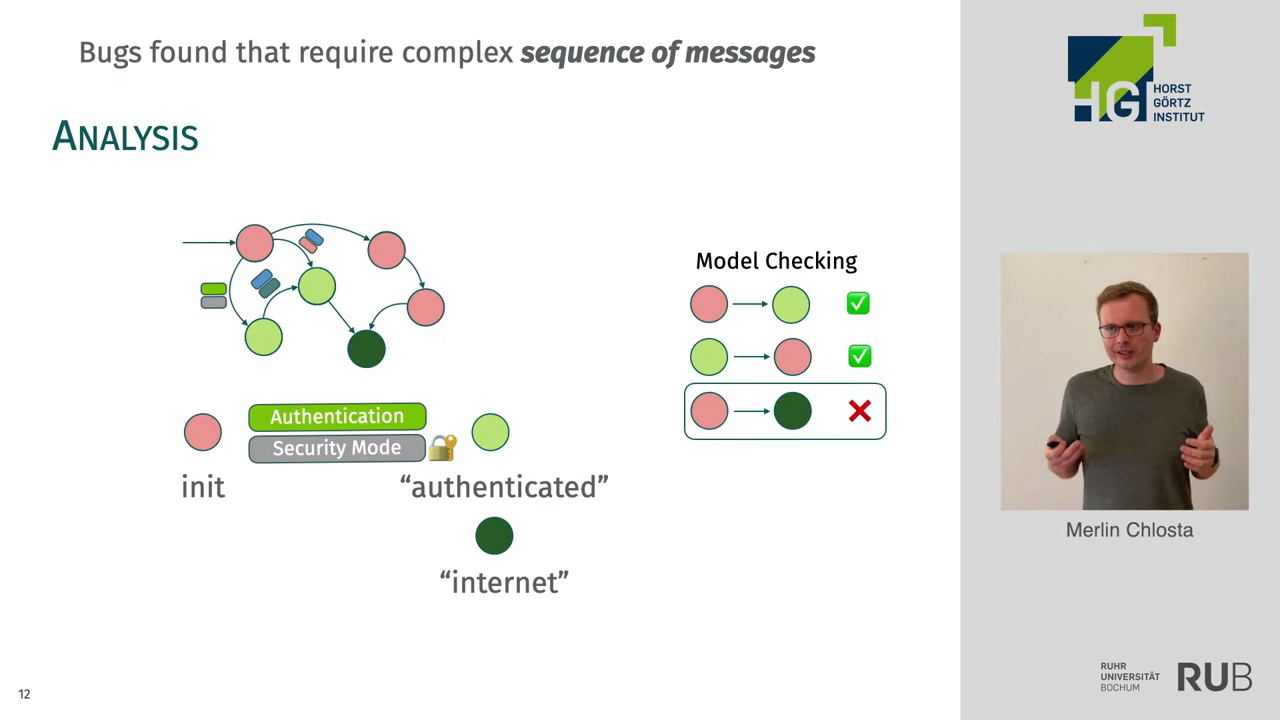 Bugs found that require complex sequence of messages
ANALYSIS
Model Checking
Authentication
Security Mode
init
“authenticated”
“internet”
12
HGI
HORST
GÖRTZ
INSTITUT
Merlin Chlosta
RUHR
UNIVERSITÄT
BOCHUM
RUB